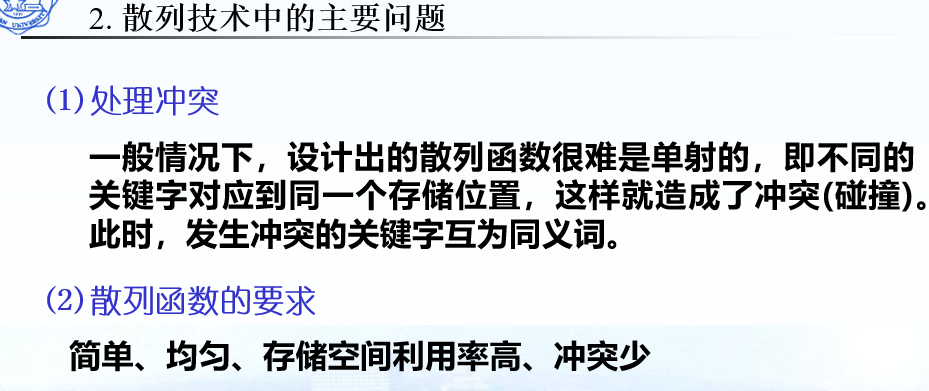 2. 散列技术中的主要问题
(1)处理冲突
一般情况下，设计出的散列函数很难是单射的，即不同的
关键字对应到同一个存储位置，这样就造成了冲突(碰撞)。
此时，发生冲突的关键字互为同义词。
(2)散列函数的要求
简单、均匀、存储空间利用率高、冲突少